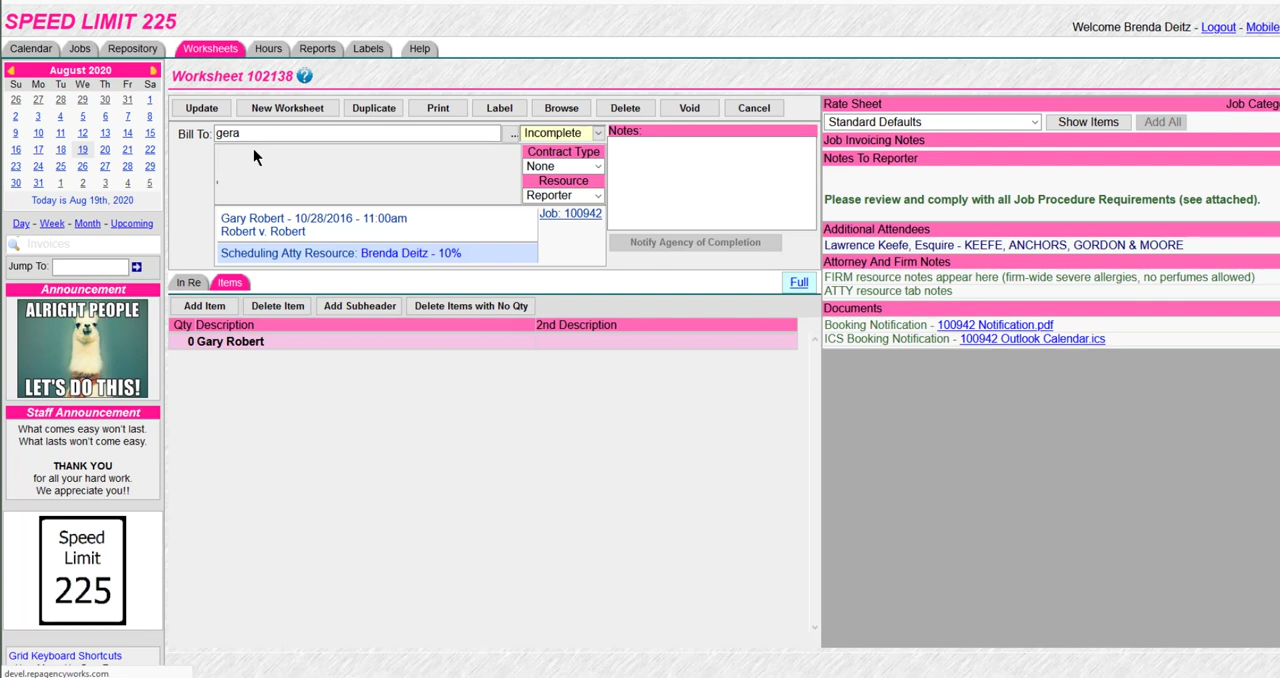 SPEED LIMIT 225
Welcome Brenda Deitz - Logout - Mobile
Calendar Jobs Repository Worksheets Hours Reports Labels Help
August 2020
Su Mo Tu We Th Fr Sa
26 27 28 29 30 31 1
2 3 4 5 6 7 8
9 10 11 12 13 14 15
16 17 18 19 20 21 22
23 24 25 26 27 28 29
30 31 1 2 3 4 5
Today is Aug 19th, 2020
Day - Week - Month - Upcoming
Invoices
Jump To:
Announcement
ALRIGHT PEOPLE
LET'S DO THIS!
Staff Announcement
What comes easy won't last.
What lasts won't come easy.
THANK YOU
for all your hard work.
We appreciate you!!
Speed
Limit
225
Grid Keyboard Shortcuts
devel.repagencyworks.com
Worksheet 102138 ?
Update New Worksheet Duplicate Print Label Browse Delete Void Cancel
Bill To: gera ... Incomplete Notes:
,
Contract Type
None
Resource
Reporter
Gary Robert - 10/28/2016 - 11:00am Job: 100942
Robert v. Robert
Scheduling Atty Resource: Brenda Deitz - 10%
Notify Agency of Completion
In Re Items Full
Add Item Delete Item Add Subheader Delete Items with No Qty
Qty Description 2nd Description
0 Gary Robert
Rate Sheet Job Categ
Standard Defaults Show Items Add All
Job Invoicing Notes
Notes To Reporter
Please review and comply with all Job Procedure Requirements (see attached).
Additional Attendees
Lawrence Keefe, Esquire - KEEFE, ANCHORS, GORDON & MOORE
Attorney And Firm Notes
FIRM resource notes appear here (firm-wide severe allergies, no perfumes allowed)
ATTY resource tab notes
Documents
Booking Notification - 100942 Notification.pdf
ICS Booking Notification - 100942 Outlook Calendar.ics